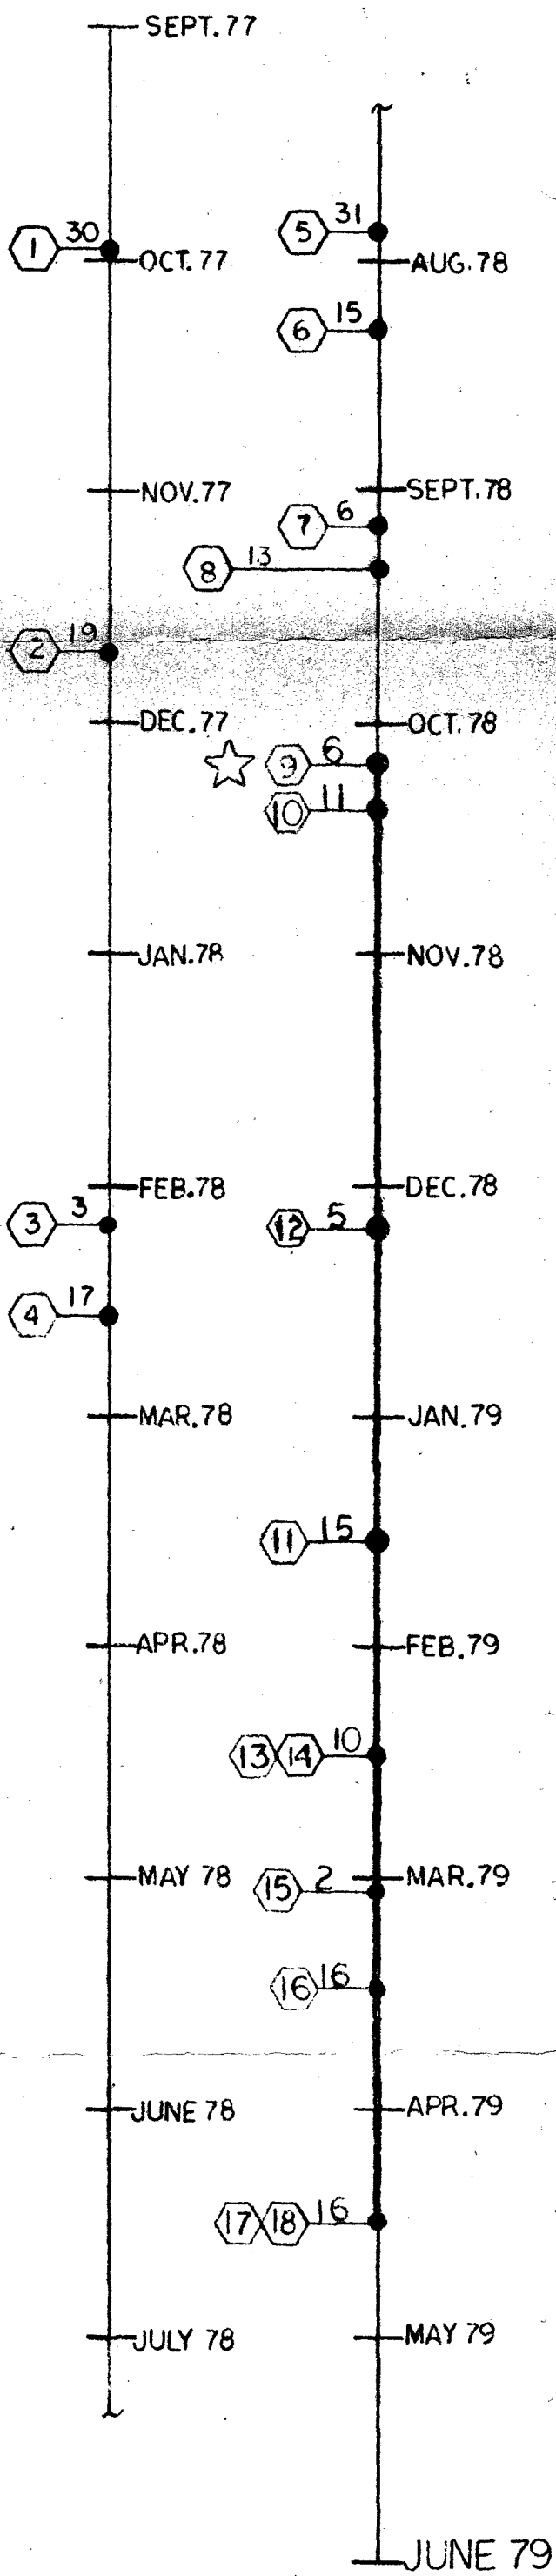 SEPT. 77
1 30
OCT. 77
NOV. 77
2 19
DEC. 77
JAN. 78
FEB. 78
3 3
4 17
MAR. 78
APR. 78
MAY 78
JUNE 78
JULY 78
5 31
AUG. 78
6 15
SEPT. 78
7 6
8 13
OCT. 78
9 6
10 11
NOV. 78
DEC. 78
12 5
JAN. 79
11 15
FEB. 79
13 14 10
MAR. 79
15 2
16 16
APR. 79
17 18 16
MAY 79
JUNE 79